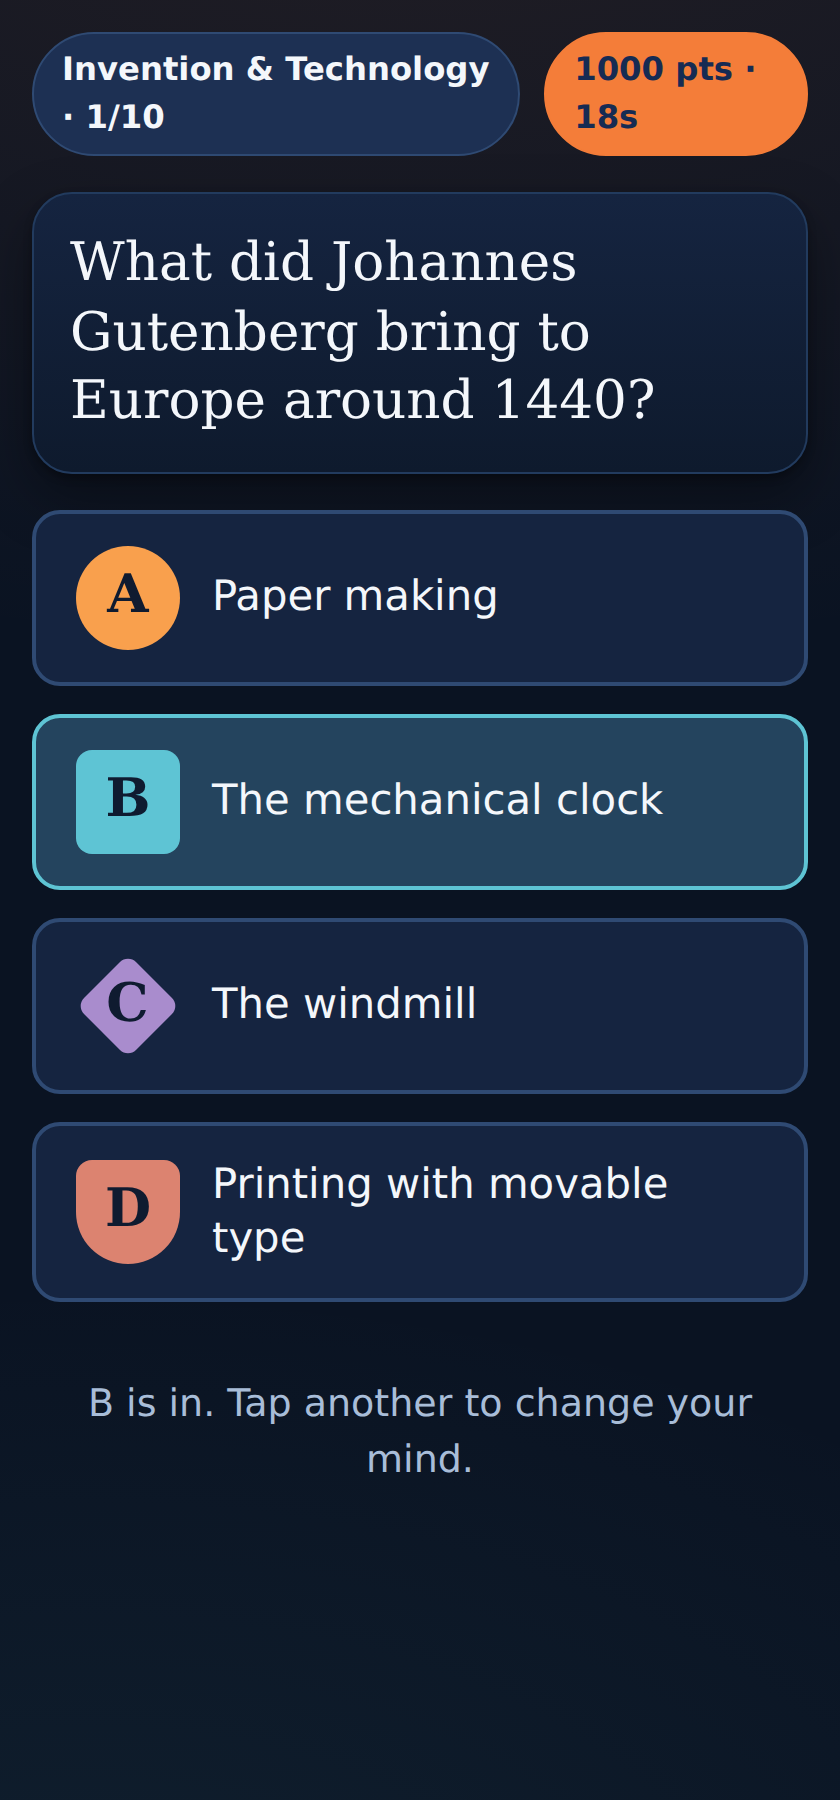 Invention & Technology
· 1/10
1000 pts ·
18s
What did Johannes
Gutenberg bring to
Europe around 1440?
A
Paper making
B
The mechanical clock
C
The windmill
D
Printing with movable
type
B is in. Tap another to change your
mind.